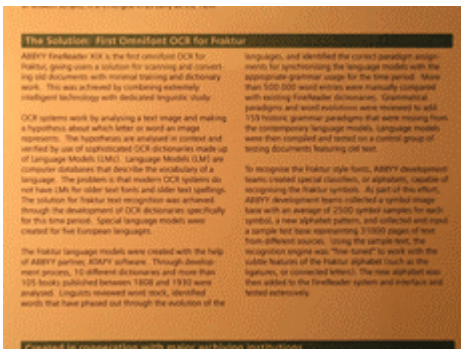 The Solution: First Omnifont OCR for Fraktur
ABBYY FineReader XIX is the first omnifont OCR for
Fraktur, giving users a solution for scanning and convert-
ing old documents with minimal training and dictionary
work. This was achieved by combining extremely
intelligent technology with dedicated linguistic study.
OCR systems work by analysing a text image and making
a hypothesis about which letter or word an image
represents. The hypotheses are analysed in context and
verified by use of sophisticated OCR dictionaries made up
of Language Models (LMs). Language Models (LM) are
computer databases that describe the vocabulary of a
language. The problem is that modern OCR systems do
not have LMs for older text fonts and older text spellings.
The solution for Fraktur text recognition was achieved
through the development of OCR dictionaries specifically
for this time period. Special language models were
created for five European languages.
The Fraktur language models were created with the help
of ABBYY partner, ATAPY software. Through develop-
ment process, 10 different dictionaries and more than
105 books published between 1808 and 1930 were
analysed. Linguists reviewed word stock, identified
words that have phased out through the evolution of the
languages, and identified the correct paradigm assign-
ments for synchronising the language models with the
appropriate grammar usage for the time period. More
than 500 000 word entries were manually compared
with existing FineReader dictionaries. Grammatical
paradigms and word evolutions were reviewed to add
159 historic grammar paradigms that were missing from
the contemporary language models. Language models
were then compiled and tested on a control group of
testing documents featuring old text.
To recognise the Fraktur style fonts, ABBYY development
teams created special classifiers, or alphabets, capable of
recognising the Fraktur symbols. As part of this effort,
ABBYY development teams collected a symbol image
base with an average of 2500 symbol samples for each
symbol, a new alphabet pattern, and collected and input
a sample text base representing 31000 pages of text
from different sources. Using the sample text, the
recognition engine was "fine tuned" to work with the
subtle features of the Fraktur alphabet (such as the
ligatures, or connected letters). The new alphabet was
then added to the FineReader system and interface and
tested extensively.
Created in cooperation with major archiving institutions